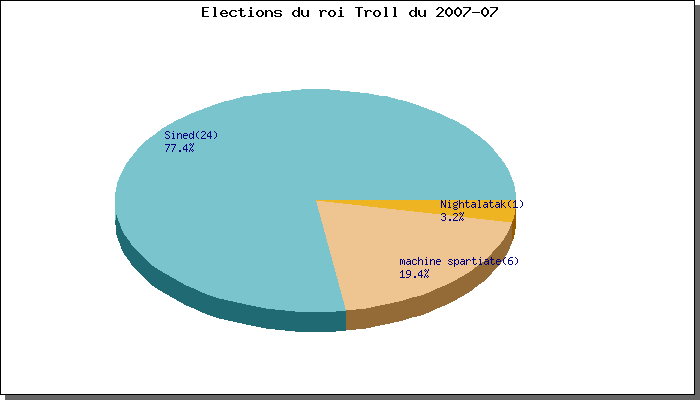 Elections du roi Troll du 2007-07
Sined(24)
77.4%
Nightalatak(1)
3.2%
machine spartiate(6)
19.4%